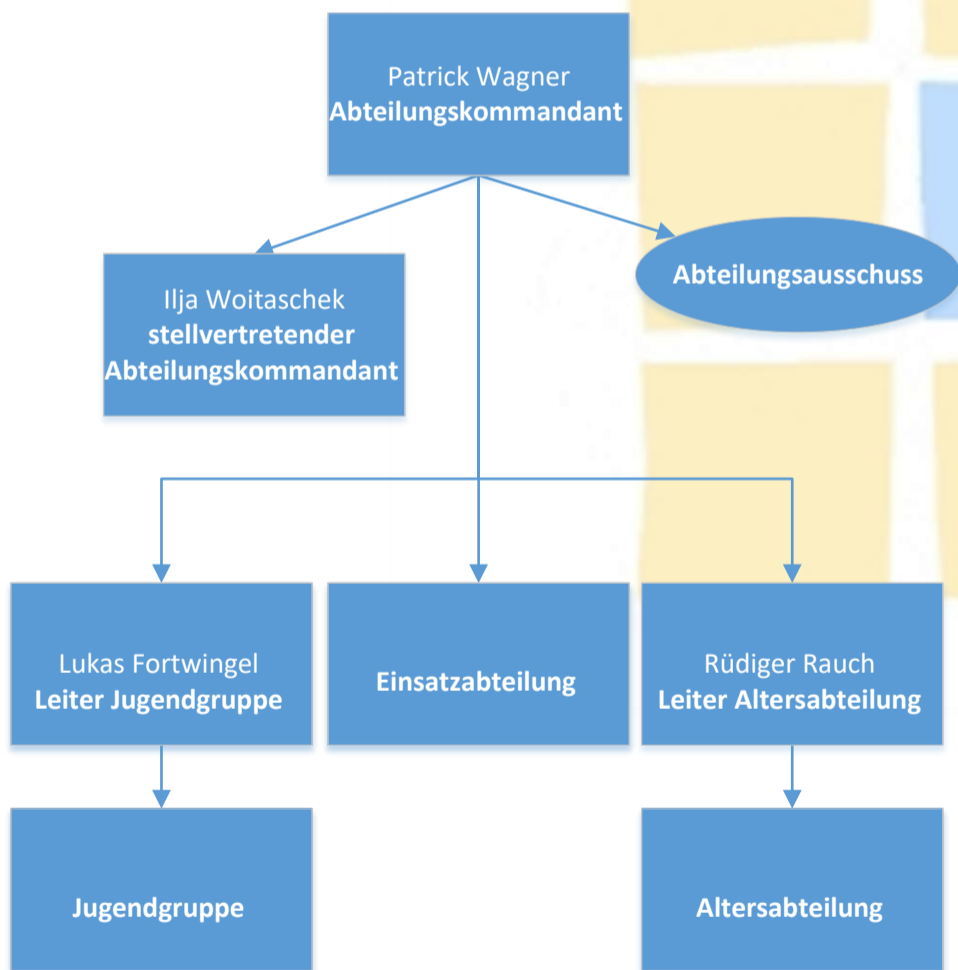 Patrick Wagner
Abteilungskommandant
Ilja Woitaschek
stellvertretender
Abteilungskommandant
Abteilungsausschuss
Lukas Fortwingel
Leiter Jugendgruppe
Einsatzabteilung
Rüdiger Rauch
Leiter Altersabteilung
Jugendgruppe
Altersabteilung